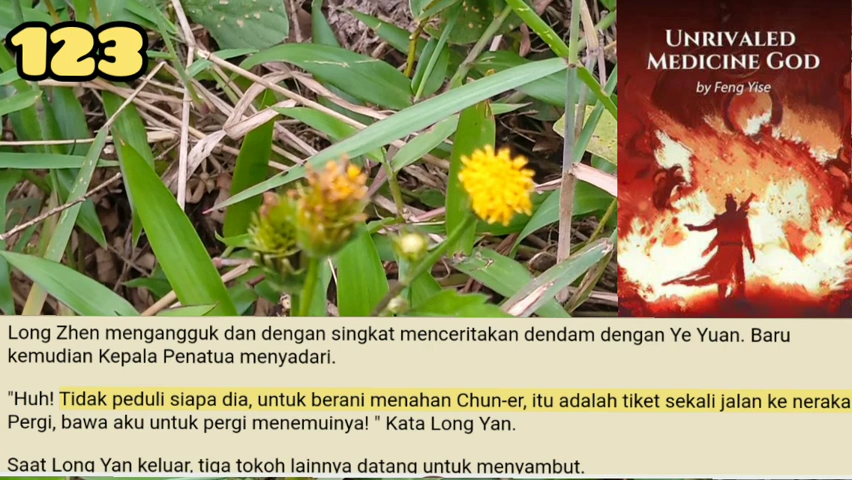 123
UNRIVALED
MEDICINE GOD
by Feng Yise
Long Zhen mengangguk dan dengan singkat menceritakan dendam dengan Ye Yuan. Baru
kemudian Kepala Penatua menyadari.
"Huh! Tidak peduli siapa dia, untuk berani menahan Chun-er, itu adalah tiket sekali jalan ke neraka
Pergi, bawa aku untuk pergi menemuinya! " Kata Long Yan.
Saat Long Yan keluar, tiga tokoh lainnya datang untuk menyambut.